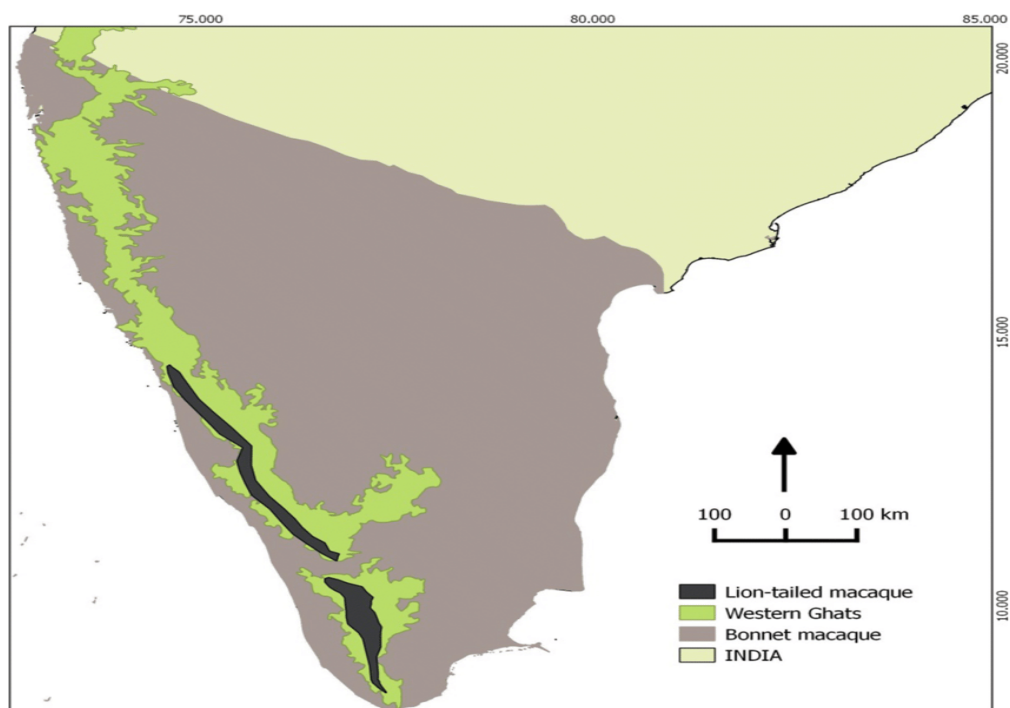 75.000 80.000 85.000
20.000
15.000
10.000
100 0 100 km
Lion-tailed macaque
Western Ghats
Bonnet macaque
INDIA